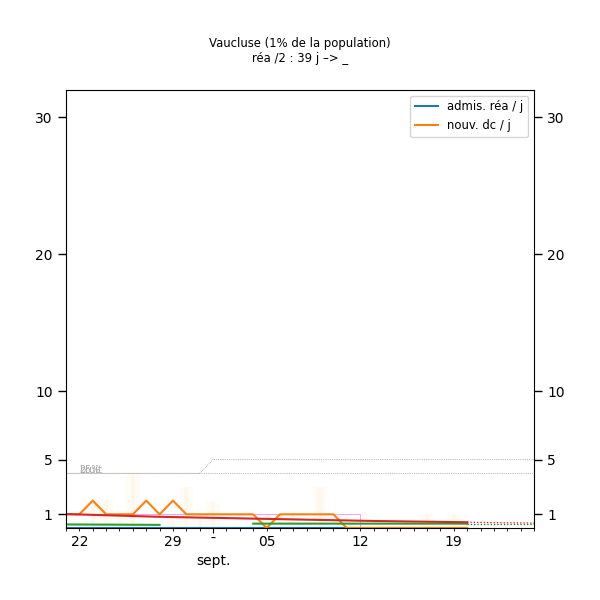 Vaucluse (1% de la population)
réa /2 : 39 j –> _
admis. réa / j
nouv. dc / j
30 30
20 20
10 10
5 5
25%
1 1
22 29 - 05 12 19
sept.